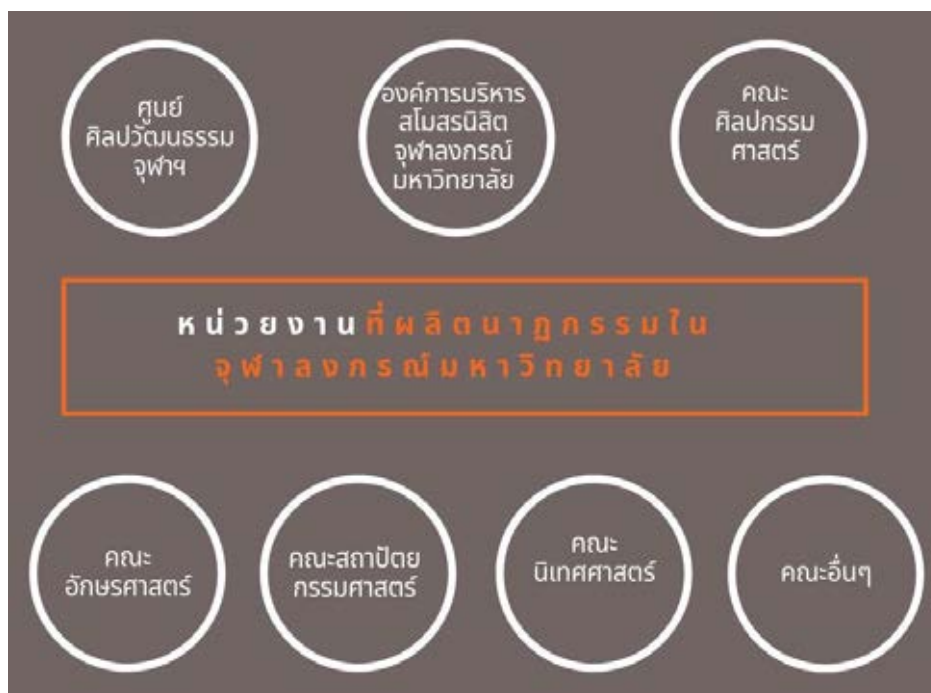 ศูนย์
ศิลปวัฒนธรรม
จุฬาฯ
องค์การบริหาร
สโมสรนิสิต
จุฬาลงกรณ์
มหาวิทยาลัย
คณะ
ศิลปกรรม
ศาสตร์
หน่วยงานที่ผลิตนาฏกรรมใน
จุฬาลงกรณ์มหาวิทยาลัย
คณะ
อักษรศาสตร์
คณะสถาปัตย
กรรมศาสตร์
คณะ
นิเทศศาสตร์
คณะอื่นๆ